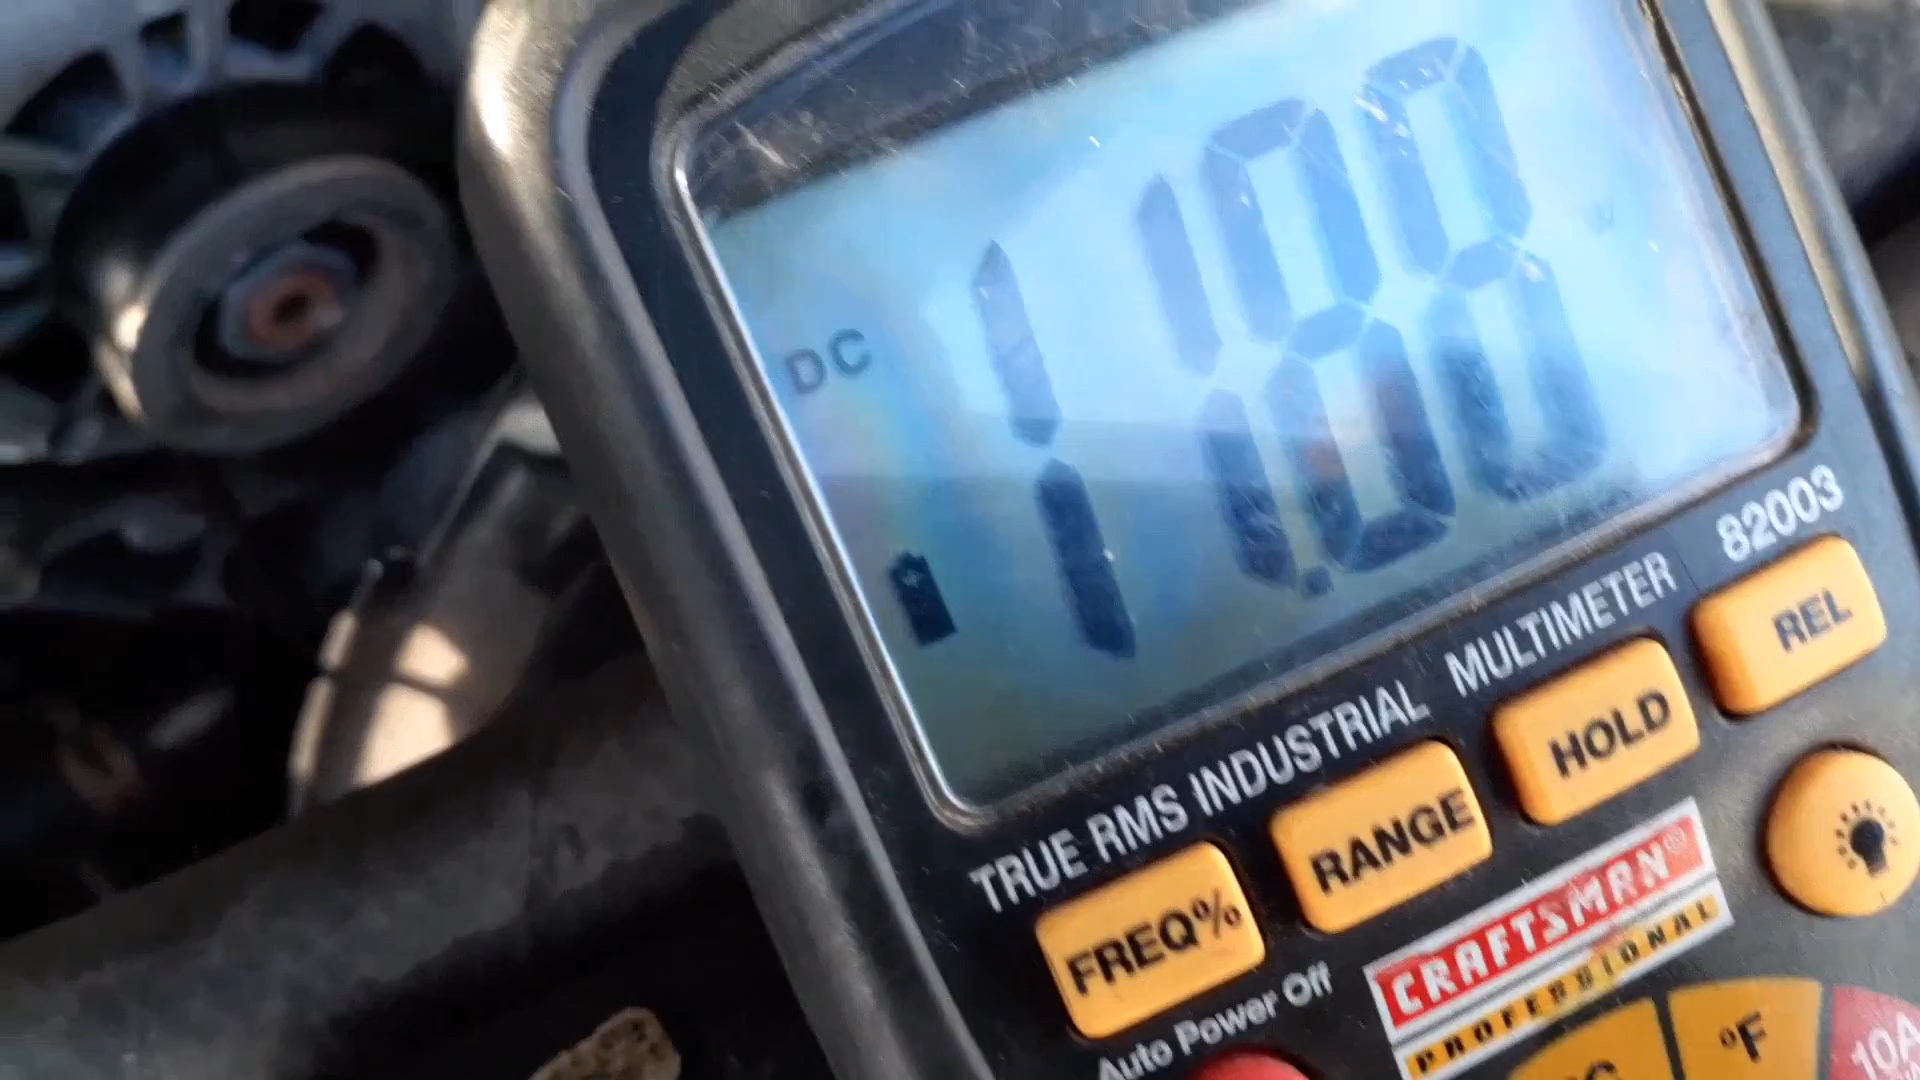 DC
11.88
82003
TRUE RMS INDUSTRIAL MULTIMETER
FREQ%
RANGE
HOLD
REL
Auto Power Off
CRAFTSMAN®
PROFESSIONAL
°F
10A